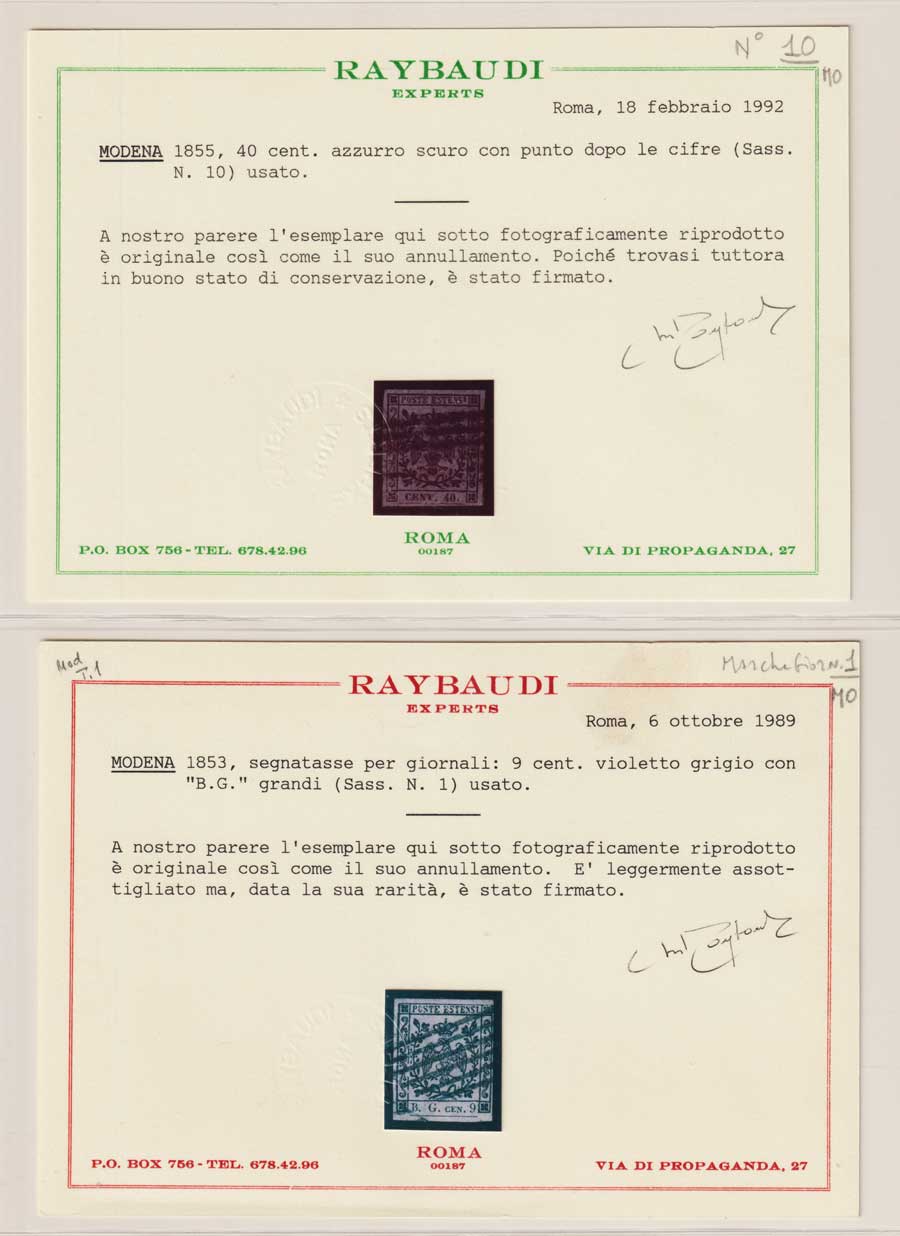 N° 10
MO
RAYBAUDI
EXPERTS
Roma, 18 febbraio 1992
MODENA 1855, 40 cent. azzurro scuro con punto dopo le cifre (Sass.
N. 10) usato.
A nostro parere l'esemplare qui sotto fotograficamente riprodotto
è originale così come il suo annullamento. Poiché trovasi tuttora
in buono stato di conservazione, è stato firmato.
POSTE ESTENSI
CENT. 40.
ROMA
00187
P.O. BOX 756 - TEL. 678.42.96
VIA DI PROPAGANDA, 27
Mod
T.1
N. 1
MO
RAYBAUDI
EXPERTS
Roma, 6 ottobre 1989
MODENA 1853, segnatasse per giornali: 9 cent. violetto grigio con
"B.G." grandi (Sass. N. 1) usato.
A nostro parere l'esemplare qui sotto fotograficamente riprodotto
è originale così come il suo annullamento. E' leggermente assot-
tigliato ma, data la sua rarità, è stato firmato.
POSTE ESTENSI
B. G. CEN. 9
ROMA
00187
P.O. BOX 756 - TEL. 678.42.96
VIA DI PROPAGANDA, 27